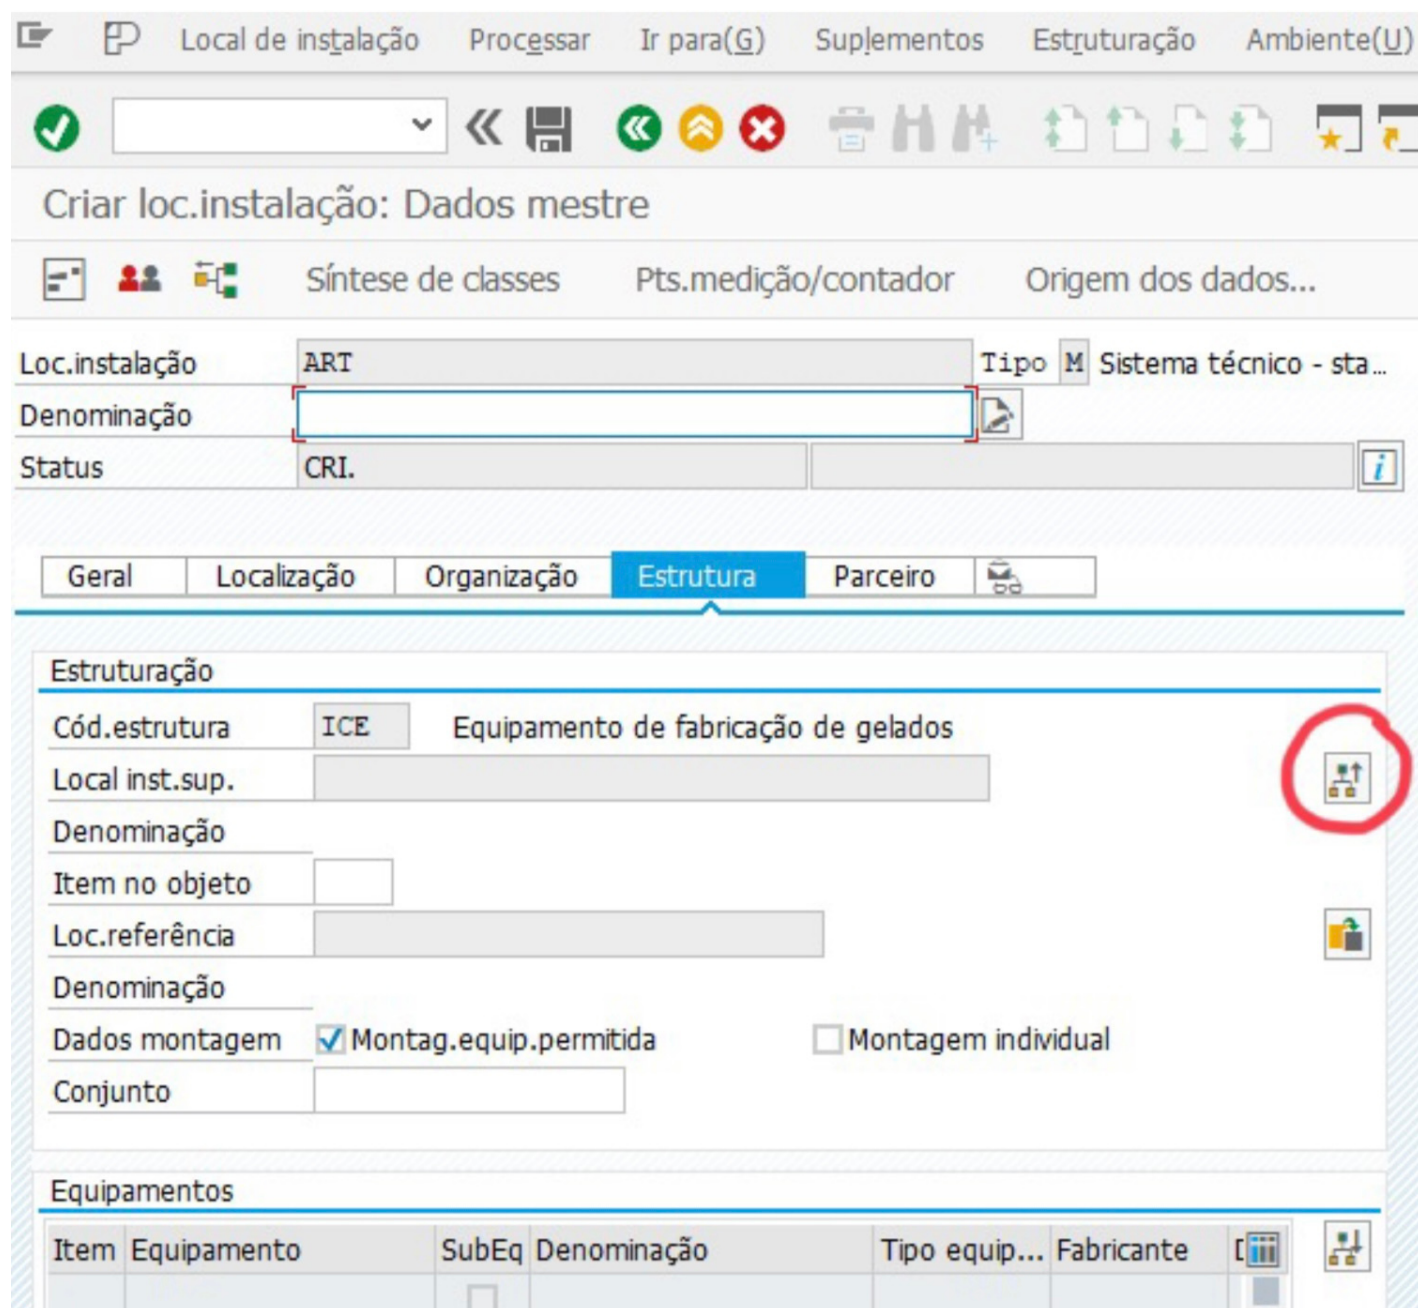 Local de instalação Processar Ir para(G) Suplementos Estruturação Ambiente(U)
Criar loc.instalação: Dados mestre
Síntese de classes Pts.medição/contador Origem dos dados...
Loc.instalação ART Tipo M Sistema técnico - sta...
Denominação
Status CRI.
Geral Localização Organização Estrutura Parceiro
Estruturação
Cód.estrutura ICE Equipamento de fabricação de gelados
Local inst.sup.
Denominação
Item no objeto
Loc.referência
Denominação
Dados montagem Montag.equip.permitida Montagem individual
Conjunto
Equipamentos
Item Equipamento SubEq Denominação Tipo equip... Fabricante